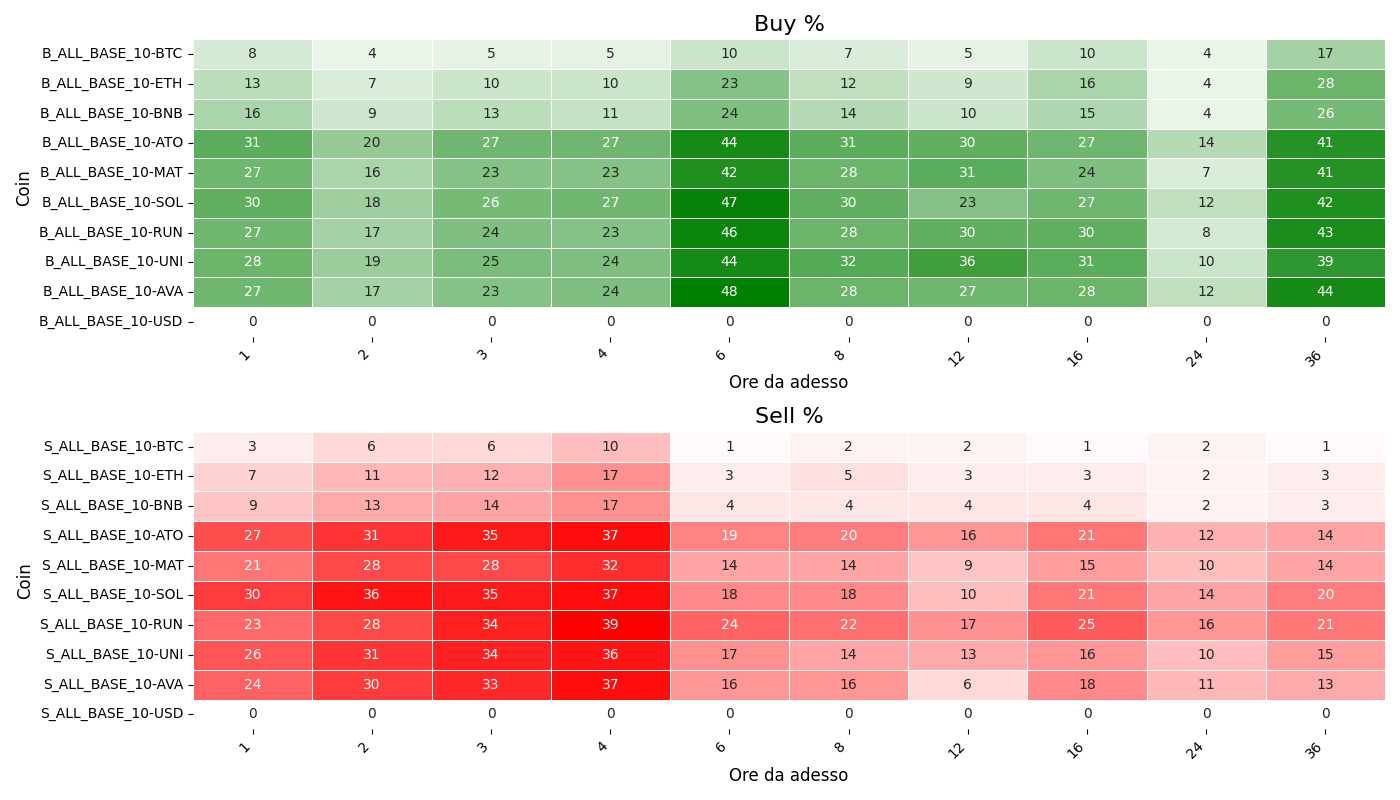 Buy %
B_ALL_BASE_10-BTC 8 4 5 5 10 7 5 10 4 17
B_ALL_BASE_10-ETH 13 7 10 10 23 12 9 16 4 28
B_ALL_BASE_10-BNB 16 9 13 11 24 14 10 15 4 26
B_ALL_BASE_10-ATO 31 20 27 27 44 31 30 27 14 41
B_ALL_BASE_10-MAT 27 16 23 23 42 28 31 24 7 41
B_ALL_BASE_10-SOL 30 18 26 27 47 30 23 27 12 42
B_ALL_BASE_10-RUN 27 17 24 23 46 28 30 30 8 43
B_ALL_BASE_10-UNI 28 19 25 24 44 32 36 31 10 39
B_ALL_BASE_10-AVA 27 17 23 24 48 28 27 28 12 44
B_ALL_BASE_10-USD 0 0 0 0 0 0 0 0 0 0
Coin
1 2 3 4 6 8 12 16 24 36
Ore da adesso
Sell %
S_ALL_BASE_10-BTC 3 6 6 10 1 2 2 1 2 1
S_ALL_BASE_10-ETH 7 11 12 17 3 5 3 3 2 3
S_ALL_BASE_10-BNB 9 13 14 17 4 4 4 4 2 3
S_ALL_BASE_10-ATO 27 31 35 37 19 20 16 21 12 14
S_ALL_BASE_10-MAT 21 28 28 32 14 14 9 15 10 14
S_ALL_BASE_10-SOL 30 36 35 37 18 18 10 21 14 20
S_ALL_BASE_10-RUN 23 28 34 39 24 22 17 25 16 21
S_ALL_BASE_10-UNI 26 31 34 36 17 14 13 16 10 15
S_ALL_BASE_10-AVA 24 30 33 37 16 16 6 18 11 13
S_ALL_BASE_10-USD 0 0 0 0 0 0 0 0 0 0
Coin
1 2 3 4 6 8 12 16 24 36
Ore da adesso